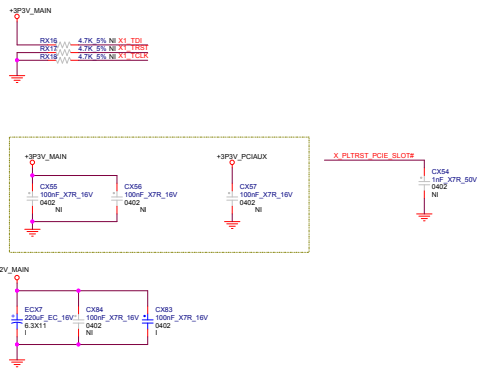 +3P3V_MAIN
RX16 4.7K_5% NI X1_TDI
RX17 4.7K_5% NI X1_TRST
RX18 4.7K_5% NI X1_TCLK
+3P3V_MAIN
+3P3V_PCIAUX
X_PLTRST_PCIE_SLOT#
CX55
100nF_X7R_16V
0402
NI
CX56
100nF_X7R_16V
0402
NI
CX57
100nF_X7R_16V
0402
NI
CX54
1nF_X7R_50V
0402
NI
2V_MAIN
ECX7
220uF_EC_16V
6.3X11
I
CX84
100nF_X7R_16V
0402
NI
CX83
100nF_X7R_16V
0402
I